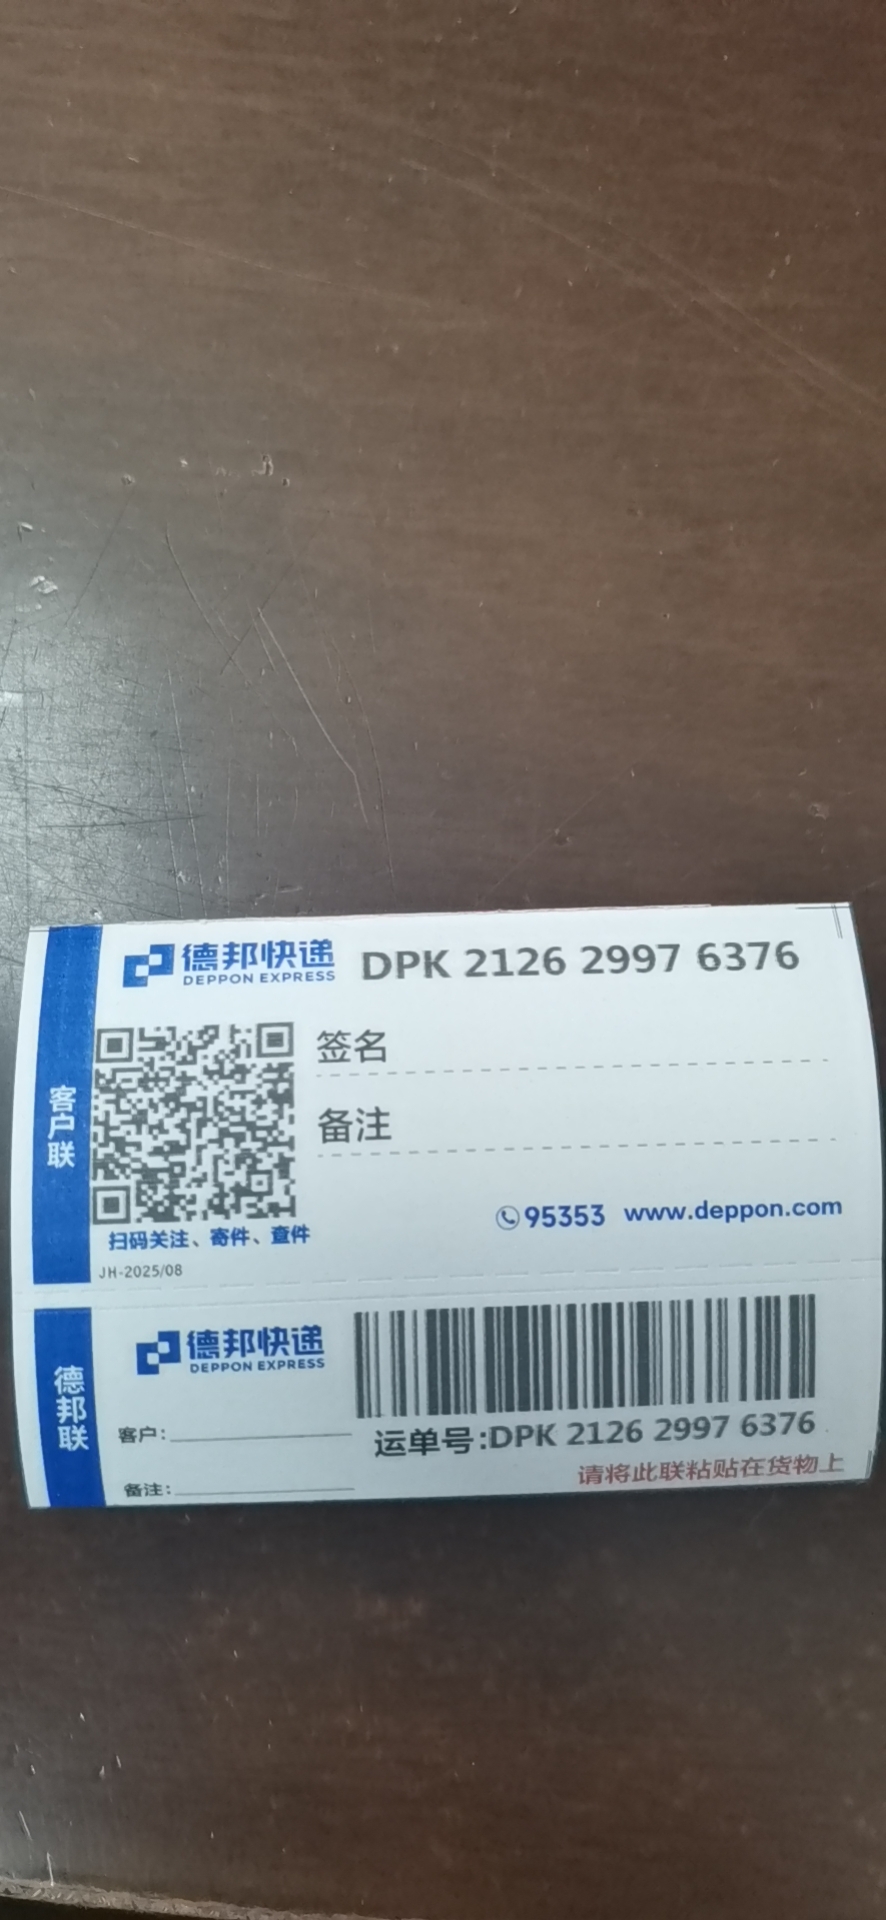 德邦快递
DEPPON EXPRESS
DPK 2126 2997 6376
客户联
签名
备注
扫码关注、寄件、查件
95353 www.deppon.com
JH-2025/08
德邦联
德邦快递
DEPPON EXPRESS
客户:
备注:
运单号:DPK 2126 2997 6376
请将此联粘贴在货物上